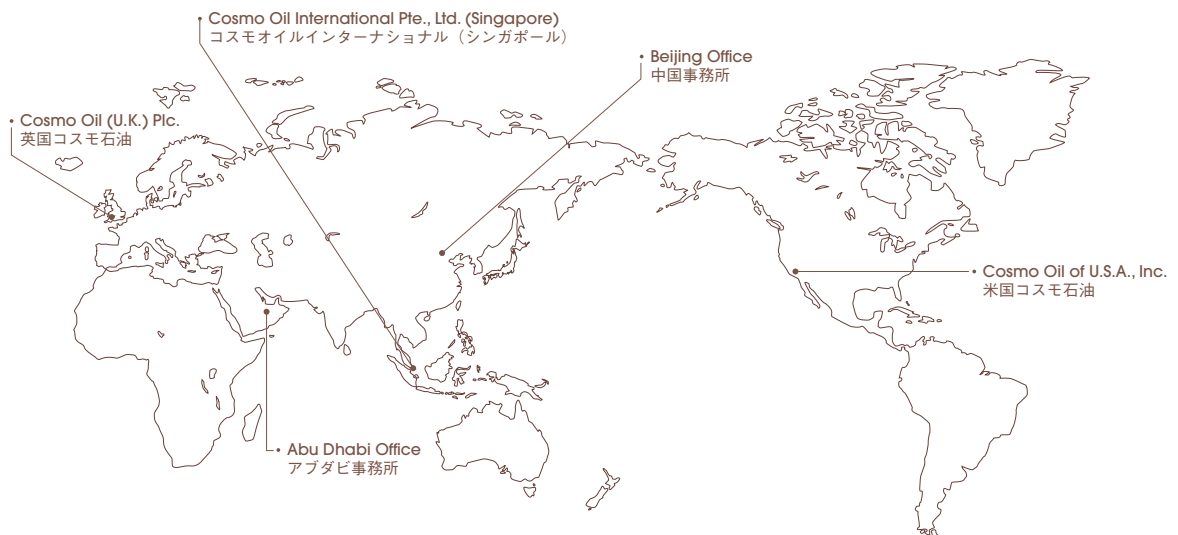 Cosmo Oil International Pte., Ltd. (Singapore)
コスモオイルインターナショナル（シンガポール）
Beijing Office
中国事務所
Cosmo Oil (U.K.) Plc.
英国コスモ石油
Cosmo Oil of U.S.A., Inc.
米国コスモ石油
Abu Dhabi Office
アブダビ事務所